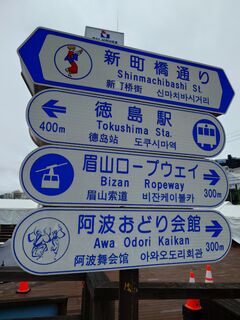 新町橋通り
Shinmachibashi St.
新丁桥街 신마치바시거리
徳島駅
400m
Tokushima Sta.
德岛站 도쿠시마역
眉山ロープウェイ
Bizan Ropeway
300m
眉山索道 비잔케이블카
阿波おどり会館
Awa Odori Kaikan
300m
阿波舞会馆 아와오도리회관